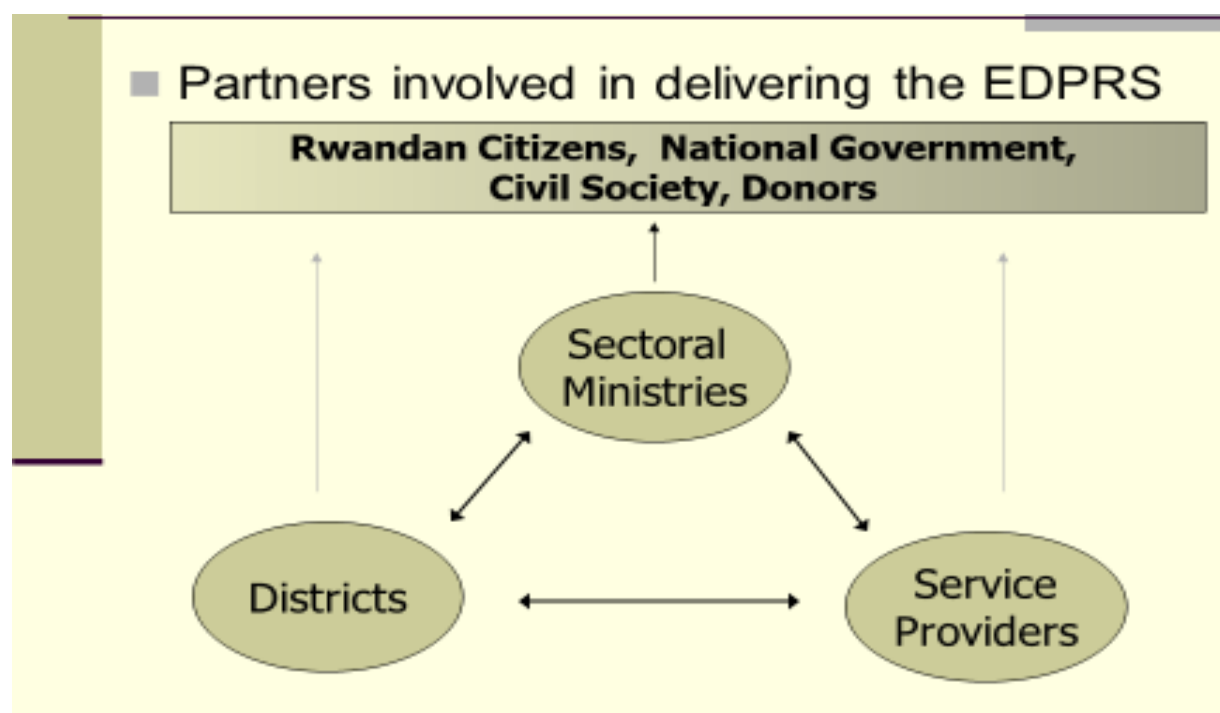 Partners involved in delivering the EDPRS
Rwandan Citizens, National Government,
Civil Society, Donors
Sectoral
Ministries
Districts
Service
Providers